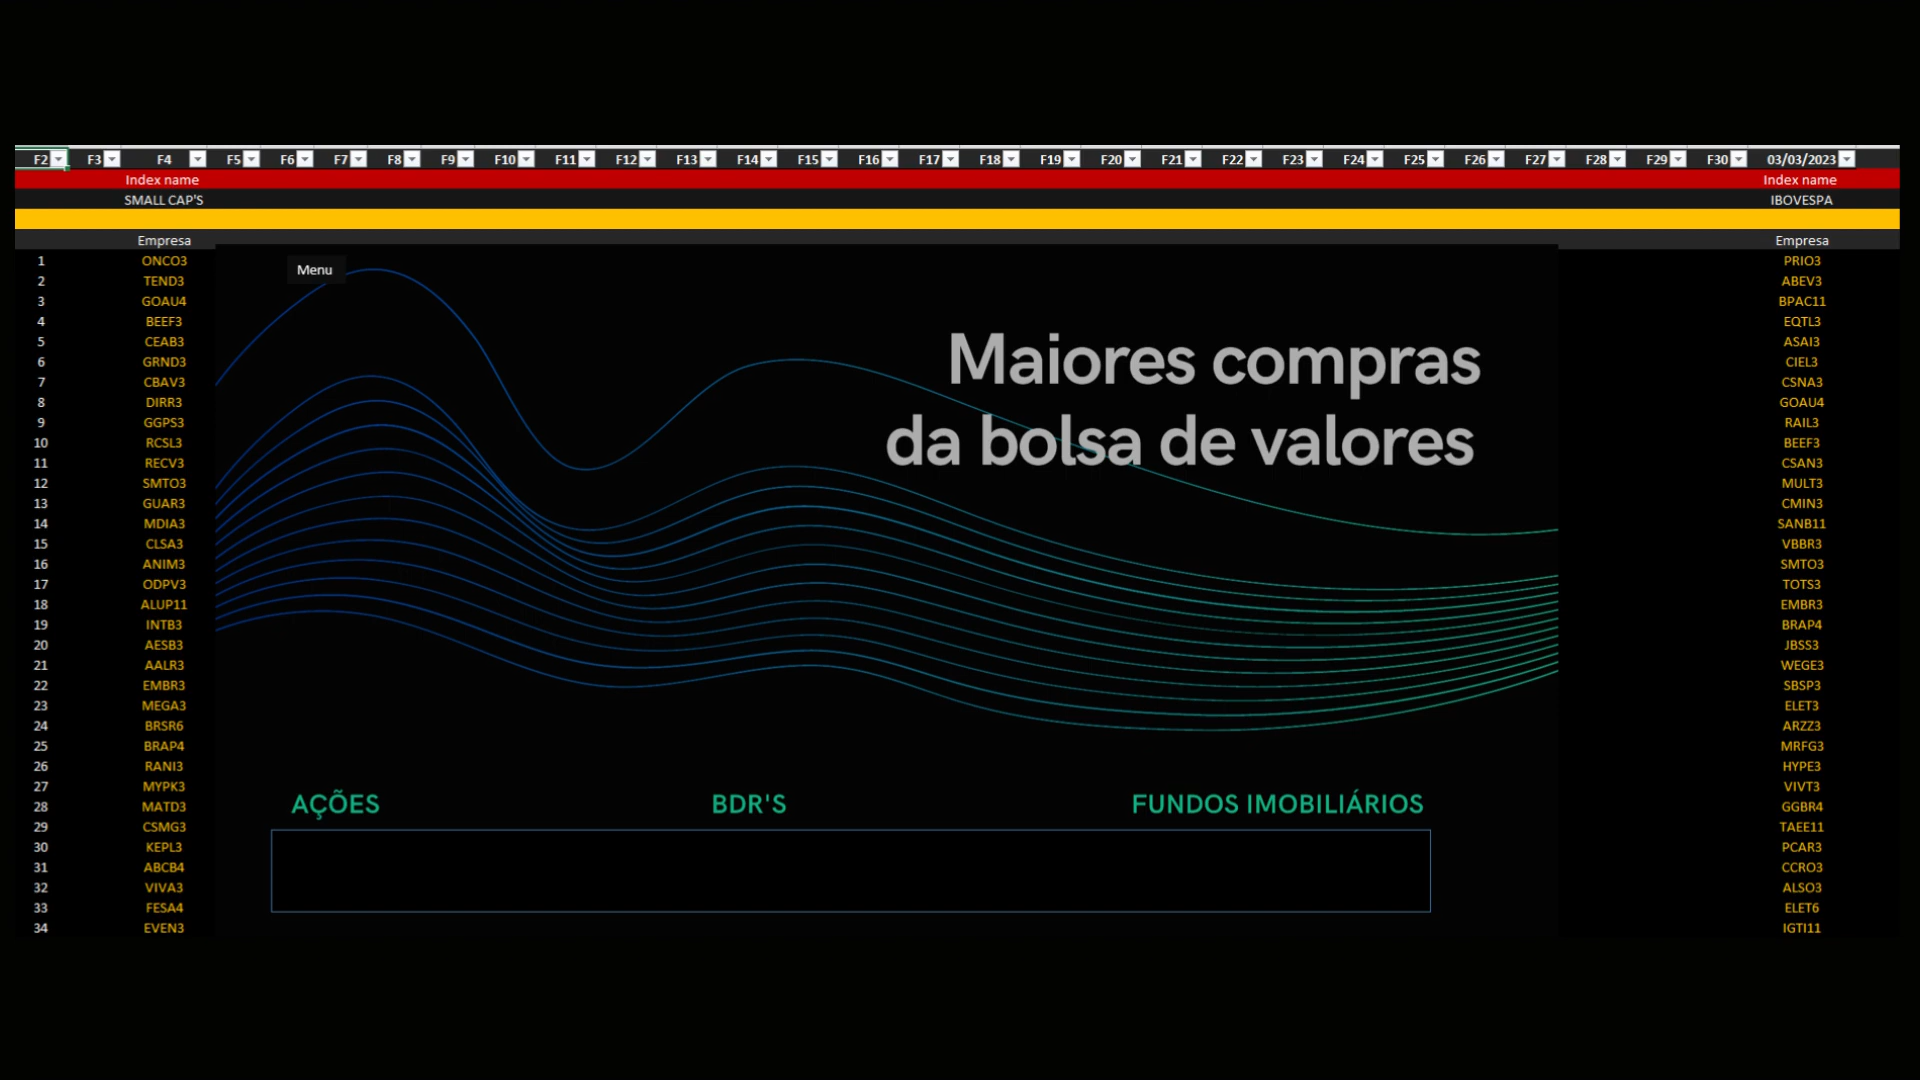 F2 F3 F4 F5 F6 F7 F8 F9 F10 F11 F12 F13 F14 F15 F16 F17 F18 F19 F20 F21 F22 F23 F24 F25 F26 F27 F28 F29 F30 03/03/2023
Index name Index name
SMALL CAP'S IBOVESPA
Empresa Empresa
1 ONCO3 PRIO3
2 TEND3 ABEV3
3 GOAU4 BPAC11
4 BEEF3 EQTL3
5 CEAB3 ASAI3
6 GRND3 CIEL3
7 CBAV3 CSNA3
8 DIRR3 GOAU4
9 GGPS3 RAIL3
10 RCSL3 BEEF3
11 RECV3 CSAN3
12 SMTO3 MULT3
13 GUAR3 CMIN3
14 MDIA3 SANB11
15 CLSA3 VBBR3
16 ANIM3 SMTO3
17 ODPV3 TOTS3
18 ALUP11 EMBR3
19 INTB3 BRAP4
20 AESB3 JBSS3
21 AALR3 WEGE3
22 EMBR3 SBSP3
23 MEGA3 ELET3
24 BRSR6 ARZZ3
25 BRAP4 MRFG3
26 RANI3 HYPE3
27 MYPK3 VIVT3
28 MATD3 GGBR4
29 CSMG3 TAEE11
30 KEPL3 PCAR3
31 ABCB4 CCRO3
32 VIVA3 ALSO3
33 FESA4 ELET6
34 EVEN3 IGTI11
Menu
Maiores compras
da bolsa de valores
AÇÕES BDR'S FUNDOS IMOBILIÁRIOS